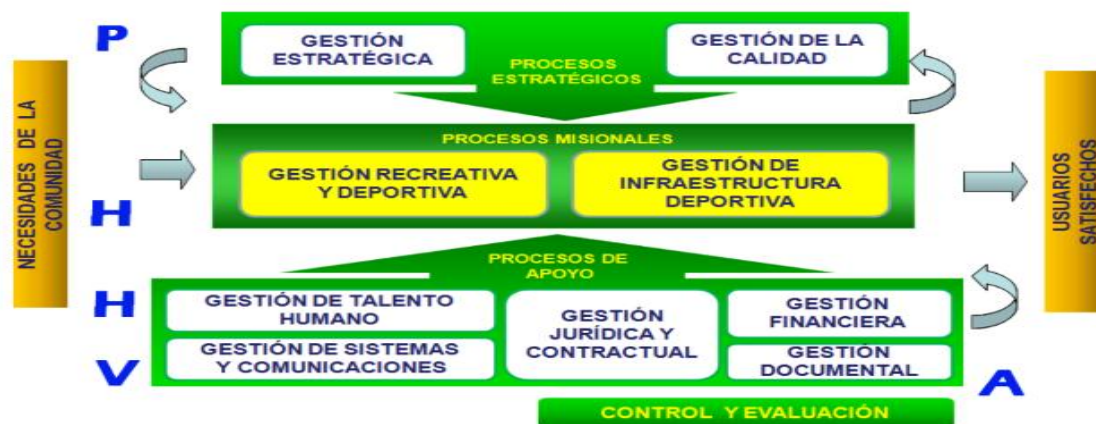 P
GESTIÓN
ESTRATÉGICA
PROCESOS
ESTRATÉGICOS
GESTIÓN DE LA
CALIDAD
NECESIDADES DE LA
COMUNIDAD
PROCESOS MISIONALES
GESTIÓN RECREATIVA
Y DEPORTIVA
GESTIÓN DE
INFRAESTRUCTURA
DEPORTIVA
USUARIOS
SATISFECHOS
H
PROCESOS DE
APOYO
H
GESTIÓN DE TALENTO
HUMANO
GESTIÓN
JURÍDICA Y
CONTRACTUAL
GESTIÓN
FINANCIERA
V
GESTIÓN DE SISTEMAS
Y COMUNICACIONES
GESTIÓN
DOCUMENTAL
A
CONTROL Y EVALUACIÓN